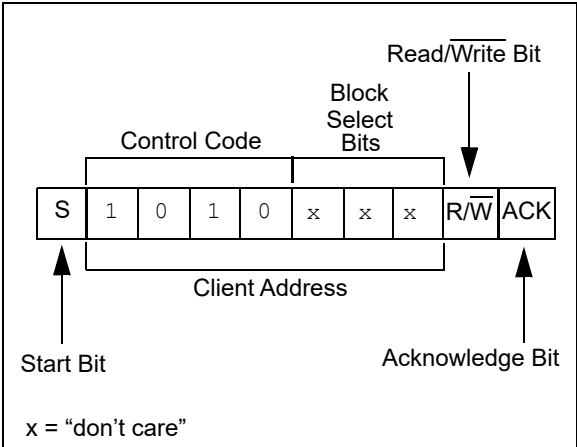 Read/Write Bit
Block
Select
Bits
Control Code
S 1 0 1 0 x x x R/W ACK
Client Address
Start Bit
Acknowledge Bit
x = “don’t care”